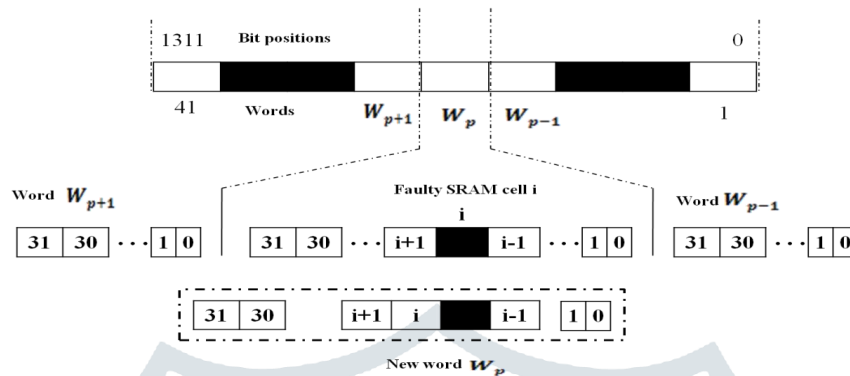 1311 Bit positions 0
41 Words W_{p+1} W_p W_{p-1} 1
Word W_{p+1} Faulty SRAM cell i Word W_{p-1}
i
31 30 ... 1 0 31 30 ... i+1 i-1 ... 1 0 31 30 ... 1 0
31 30 i+1 i i-1 1 0
New word W_p